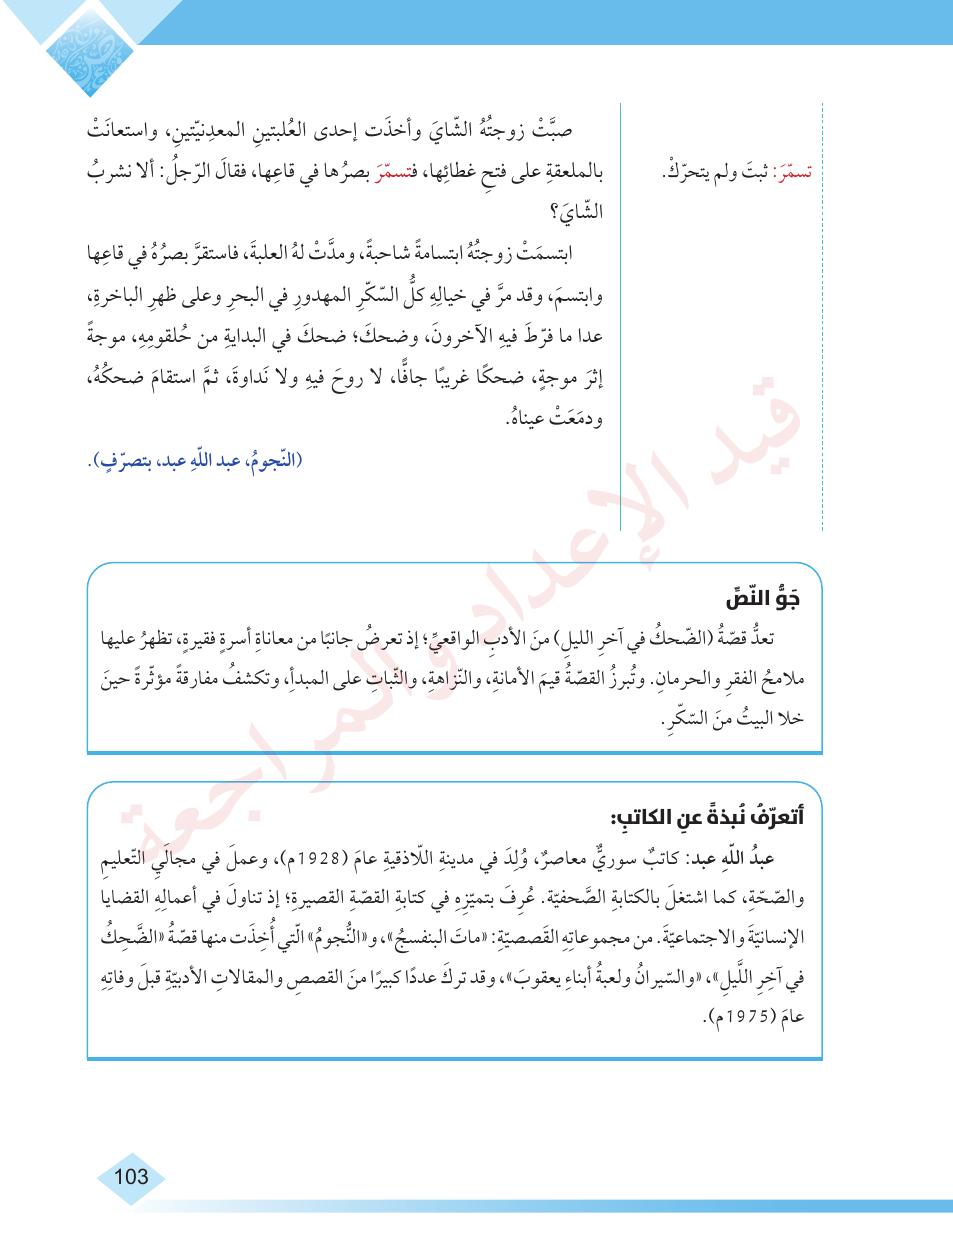 صبَّتْ زوجتُهُ الشّايَ وأخذَت إحدى العُلبتينِ المعدِنيّتينِ، واستعانَتْ
بالملعقةِ على فتحِ غطائِها، فتسمّرَ بصرُها في قاعِها، فقالَ الرّجلُ: ألا نشربُ
الشّايَ؟
تسمّرَ: ثبتَ ولم يتحرّكْ.
ابتسمَتْ زوجتُهُ ابتسامةً شاحبةً، ومدَّتْ لهُ العلبةَ، فاستقرَّ بصرُهُ في قاعِها
وابتسمَ، وقد مرَّ في خيالِهِ كلُّ السّكّرِ المهدورِ في البحرِ وعلى ظهرِ الباخرةِ،
عدا ما فرّطَ فيهِ الآخرونَ، وضحكَ؛ ضحكَ في البدايةِ من حُلقومِهِ، موجةً
إثرَ موجةٍ، ضحكًا غريبًا جافًّا، لا روحَ فيهِ ولا نَداوةَ، ثمَّ استقامَ ضحكُهُ،
ودمَعَتْ عيناهُ.
(النّجومُ، عبد اللّهِ عبد، بتصرّفٍ).
جَوُّ النّصِّ
تعدُّ قصّةُ (الضّحكُ في آخرِ الليلِ) منَ الأدبِ الواقعيِّ؛ إذ تعرضُ جانبًا من معاناةِ أسرةٍ فقيرةٍ، تظهرُ عليها
ملامحُ الفقرِ والحرمانِ. وتُبرزُ القصّةُ قيمَ الأمانةِ، والنّزاهةِ، والثّباتِ على المبدأِ، وتكشفُ مفارقةً مؤثّرةً حينَ
خلا البيتُ منَ السّكّرِ.
أتعرّفُ نُبذةً عنِ الكاتبِ:
عبدُ اللّهِ عبد: كاتبٌ سوريٌّ معاصرٌ، وُلِدَ في مدينةِ اللّاذقيةِ عامَ (1928م)، وعملَ في مجالَيِ التّعليمِ
والصّحّةِ، كما اشتغلَ بالكتابةِ الصَّحفيّة. عُرِفَ بتميّزِهِ في كتابةِ القصّةِ القصيرةِ؛ إذ تناولَ في أعمالِهِ القضايا
الإنسانيّةَ والاجتماعيّةَ. من مجموعاتِهِ القَصصيّةِ: «ماتَ البنفسجُ»، و«النُّجومُ» الّتي أُخِذَت منها قصّةُ «الضَّحِكُ
في آخِرِ اللَّيلِ»، «والسّيرانُ ولعبةُ أبناءِ يعقوبَ»، وقد تركَ عددًا كبيرًا منَ القصصِ والمقالاتِ الأدبيّةِ قبلَ وفاتِهِ
عامَ (1975م).
قيد الإعداد والمراجعة
103